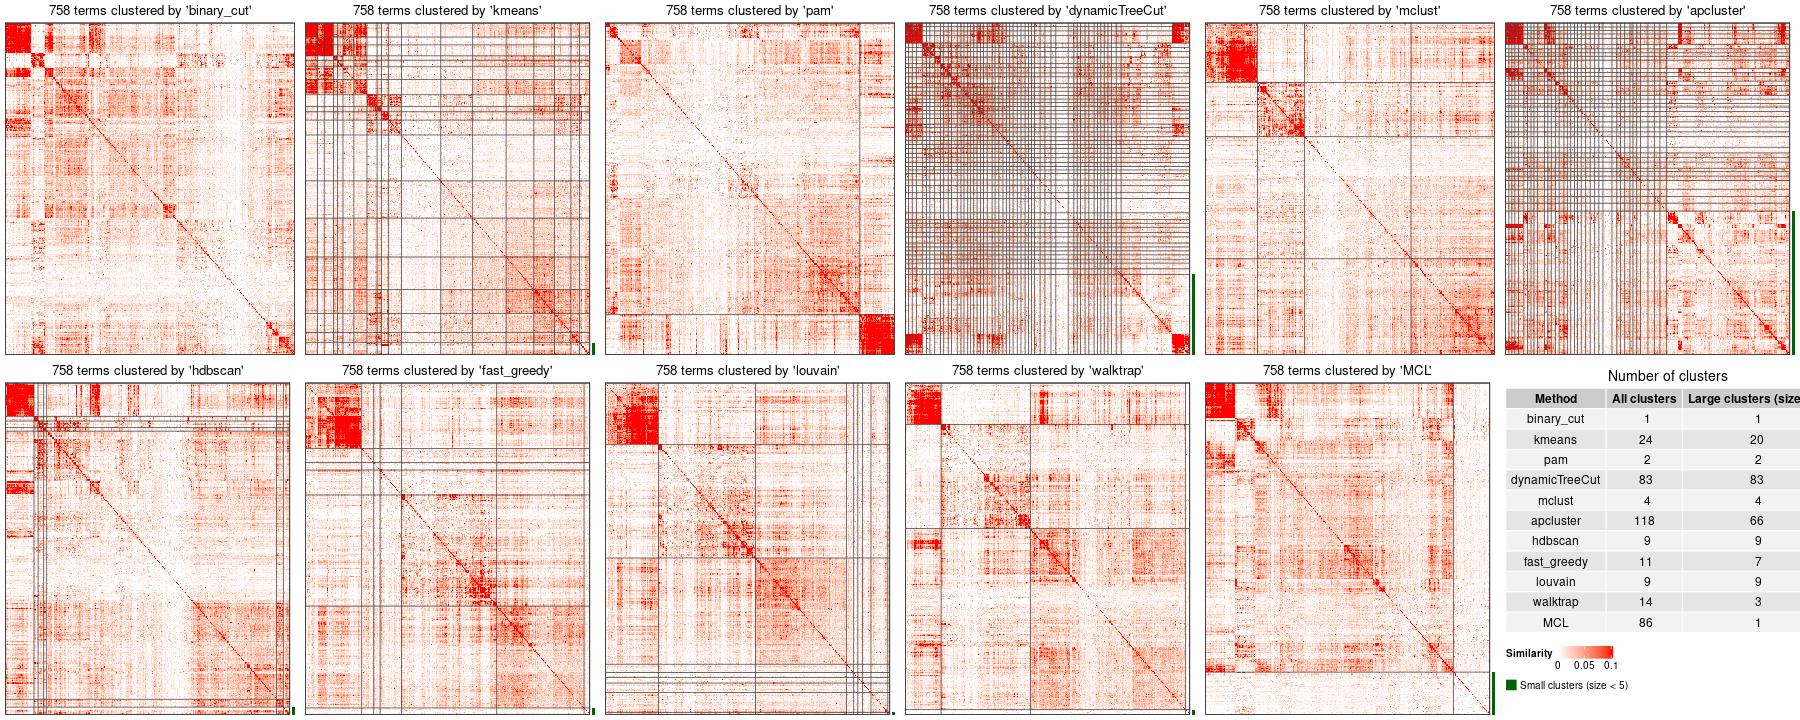 758 terms clustered by 'binary_cut'
758 terms clustered by 'kmeans'
758 terms clustered by 'pam'
758 terms clustered by 'dynamicTreeCut'
758 terms clustered by 'mclust'
758 terms clustered by 'apcluster'
758 terms clustered by 'hdbscan'
758 terms clustered by 'fast_greedy'
758 terms clustered by 'louvain'
758 terms clustered by 'walktrap'
758 terms clustered by 'MCL'
Number of clusters
Method All clusters Large clusters (size
binary_cut 1 1
kmeans 24 20
pam 2 2
dynamicTreeCut 83 83
mclust 4 4
apcluster 118 66
hdbscan 9 9
fast_greedy 11 7
louvain 9 9
walktrap 14 3
MCL 86 1
Similarity
0 0.05 0.1
Small clusters (size < 5)